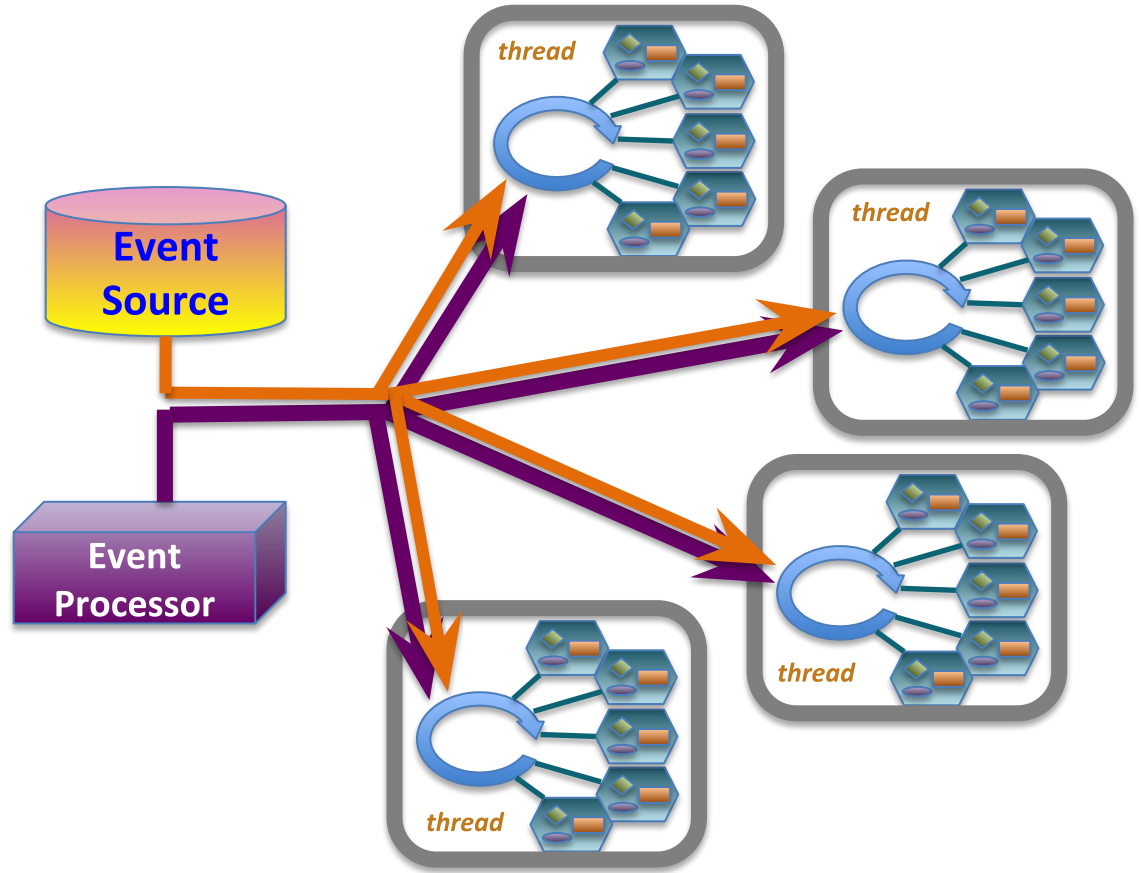 thread
thread
Event
Source
Event
Processor
thread
thread